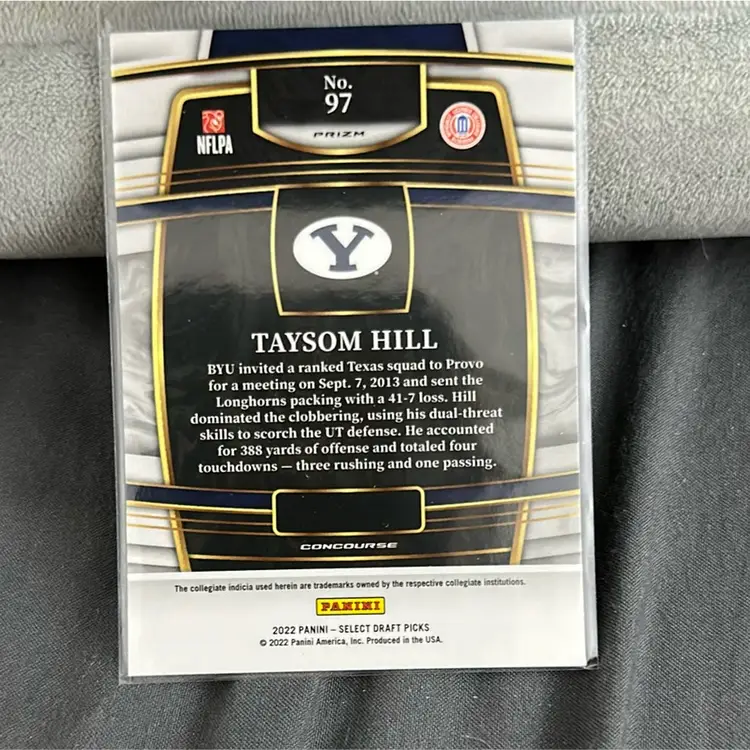 No.
97
PRIZM
NFLPA
Y
TAYSOM HILL
BYU invited a ranked Texas squad to Provo
for a meeting on Sept. 7, 2013 and sent the
Longhorns packing with a 41-7 loss. Hill
dominated the clobbering, using his dual-threat
skills to scorch the UT defense. He accounted
for 388 yards of offense and totaled four
touchdowns — three rushing and one passing.
CONCOURSE
The collegiate indicia used herein are trademarks owned by the respective collegiate institutions.
PANINI
2022 PANINI – SELECT DRAFT PICKS
© 2022 Panini America, Inc. Produced in the USA.